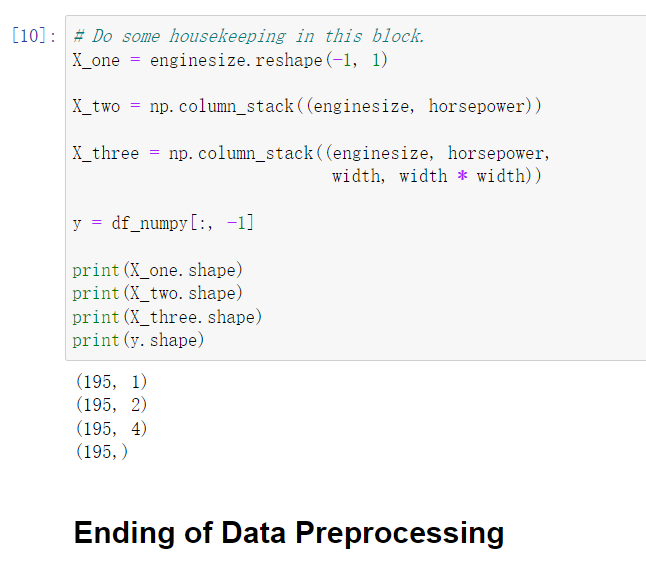 [10]: # Do some housekeeping in this block.
X_one = enginesize.reshape(-1, 1)
X_two = np.column_stack((enginesize, horsepower))
X_three = np.column_stack((enginesize, horsepower,
width, width * width))
y = df_numpy[:, -1]
print(X_one.shape)
print(X_two.shape)
print(X_three.shape)
print(y.shape)
(195, 1)
(195, 2)
(195, 4)
(195,)
Ending of Data Preprocessing